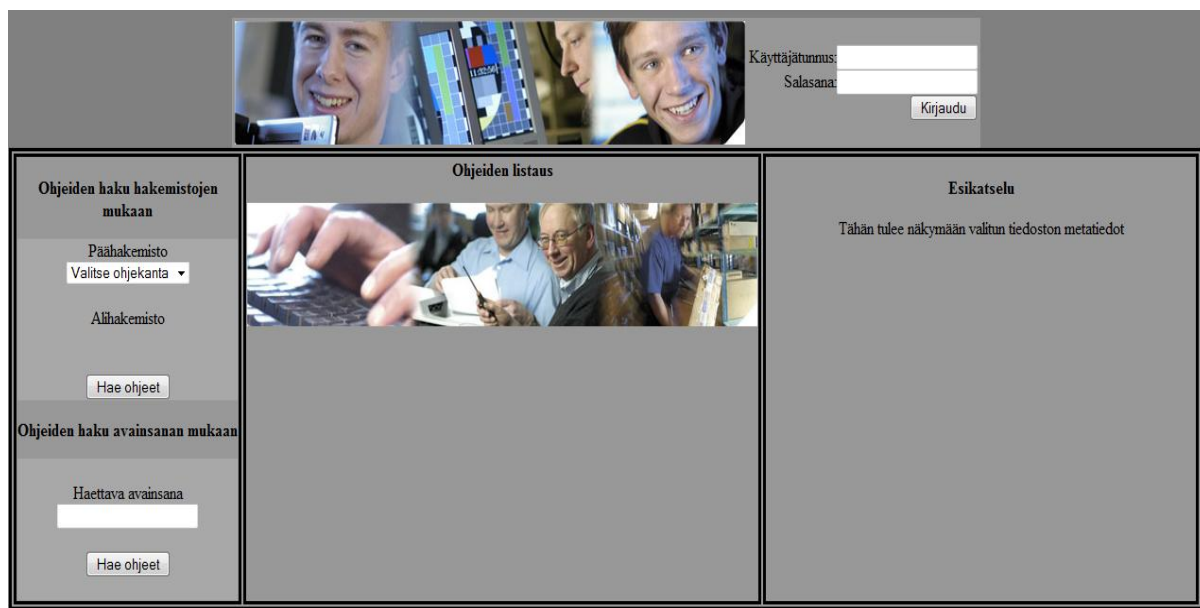 Käyttäjätunnus:
Salasana:
Kirjaudu
Ohjeiden haku hakemistojen
mukaan
Päähakemisto
Valitse ohjekanta
Alihakemisto
Hae ohjeet
Ohjeiden haku avainsanan mukaan
Haettava avainsana
Hae ohjeet
Ohjeiden listaus
Esikatselu
Tähän tulee näkymään valitun tiedoston metatiedot